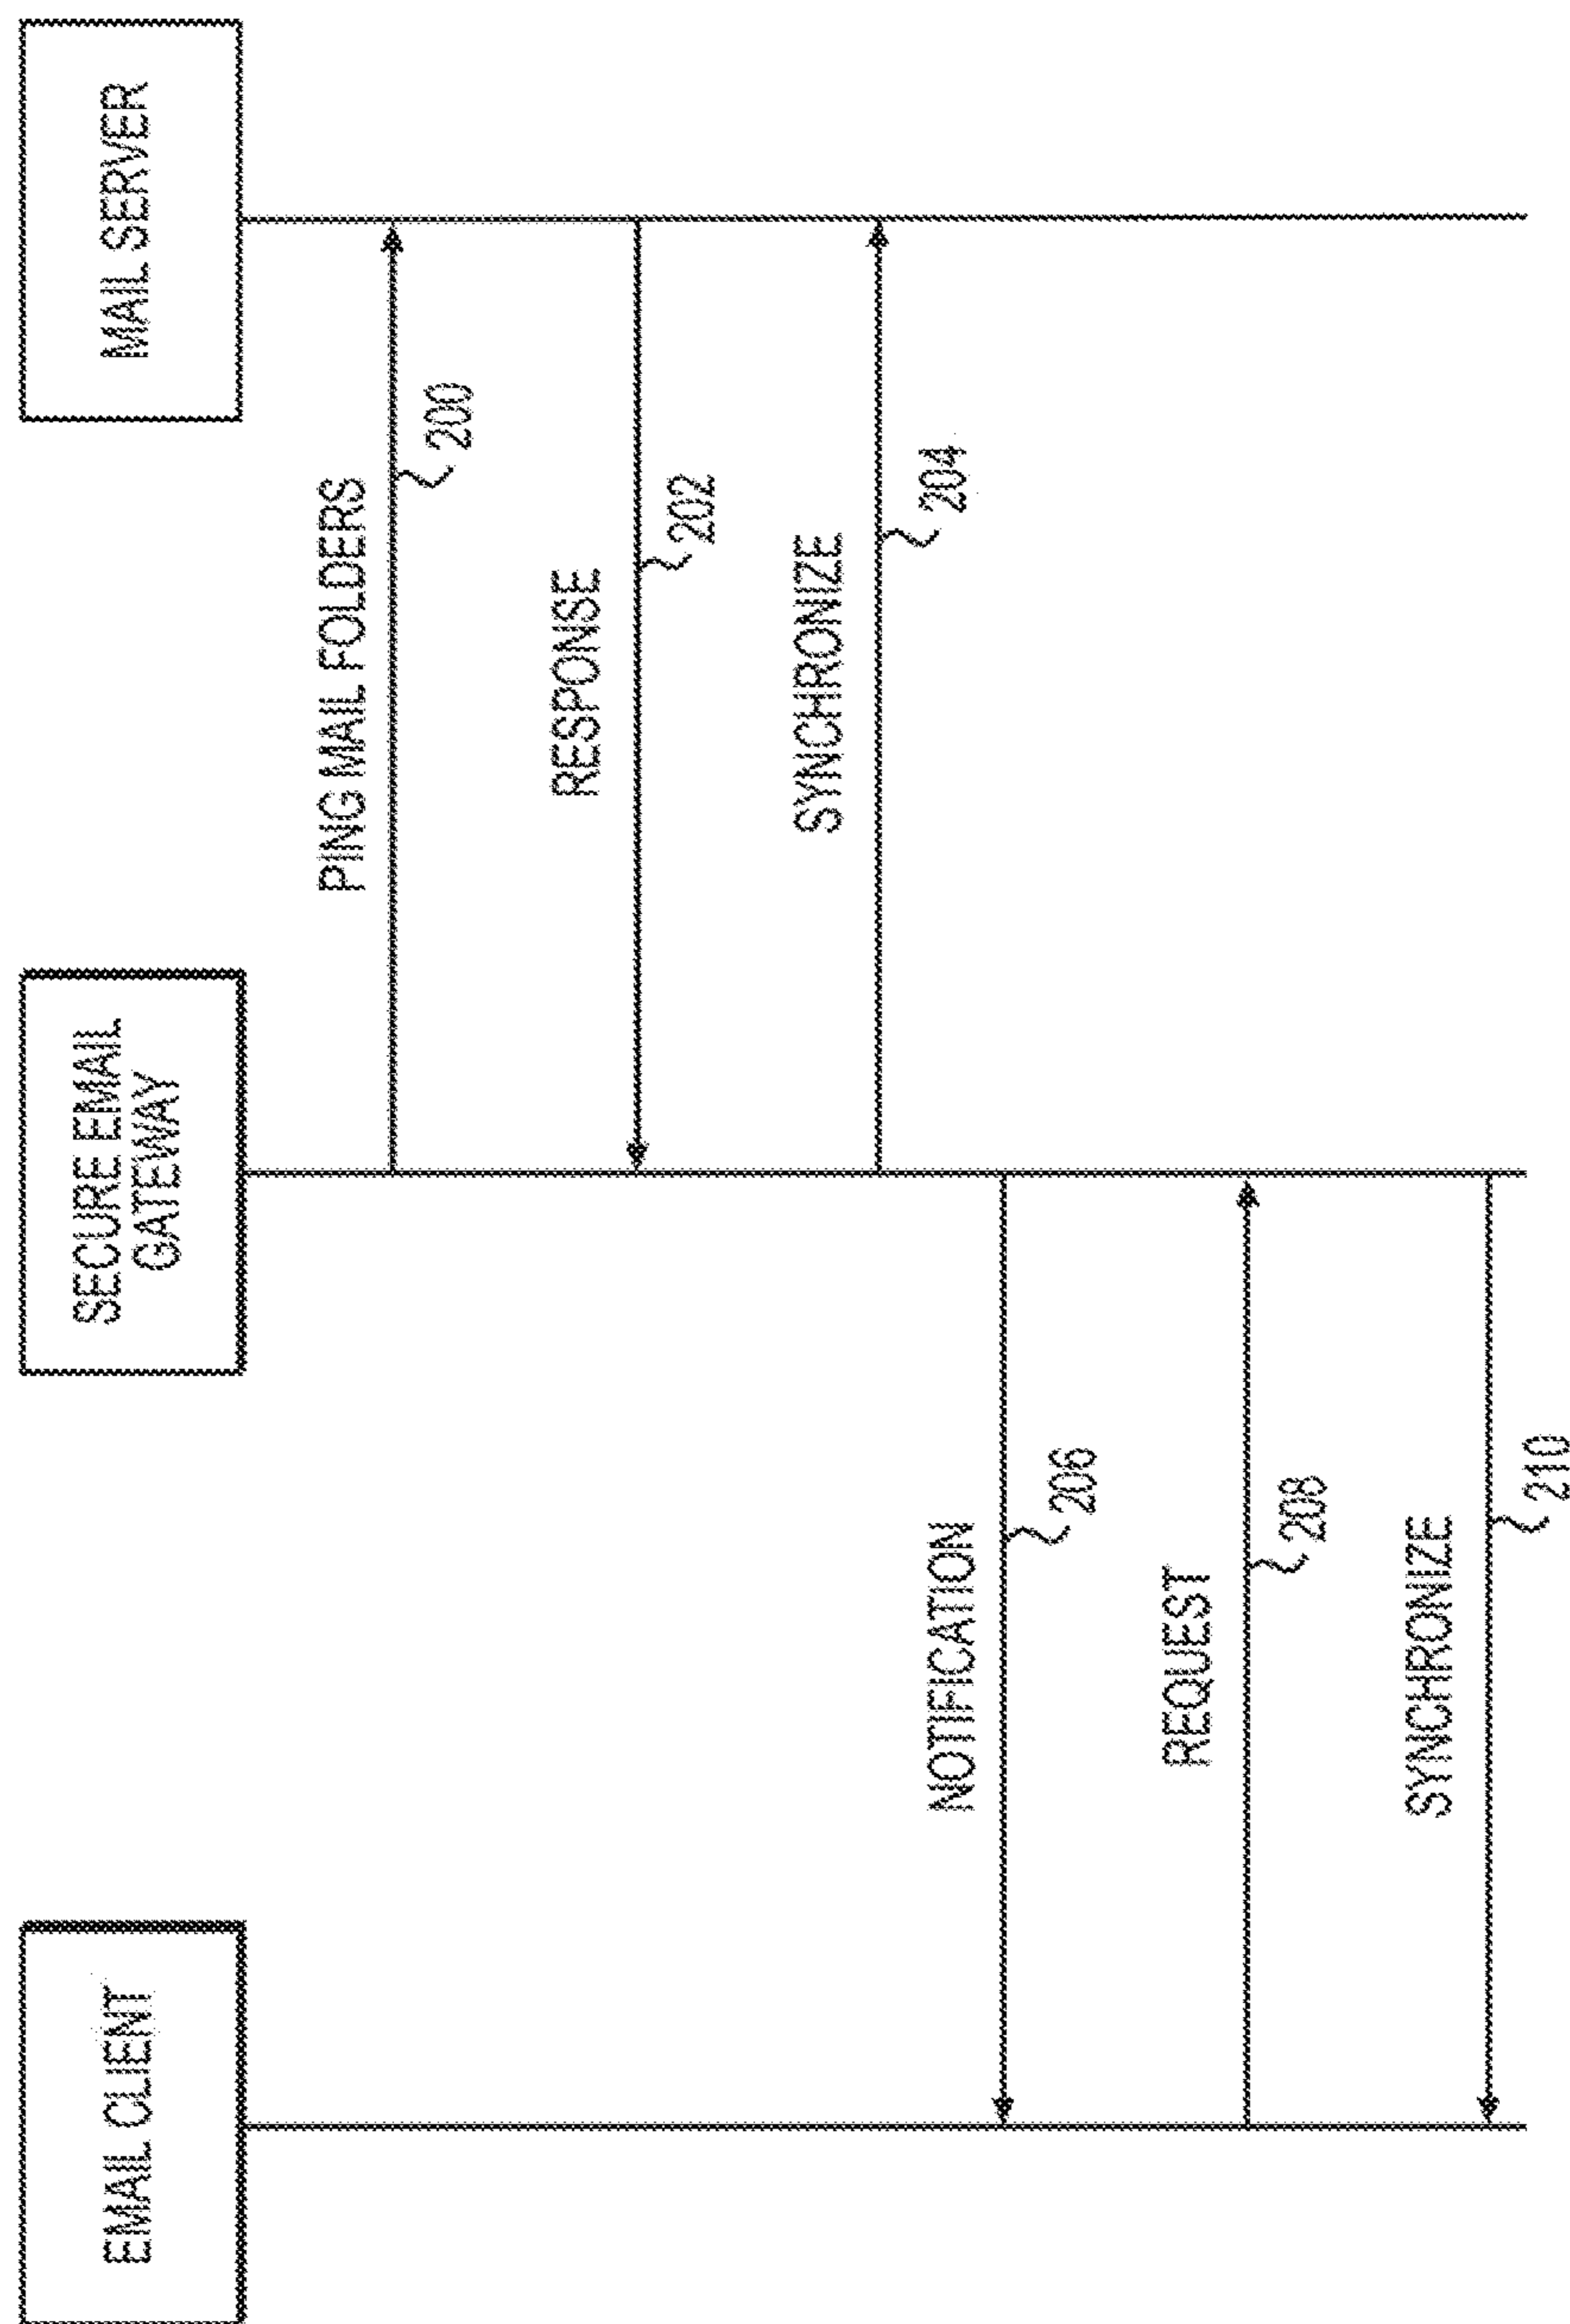 EMAIL CLIENT
SECURE EMAIL
GATEWAY
MAIL SERVER
PING MAIL FOLDERS
200
RESPONSE
202
SYNCHRONIZE
204
NOTIFICATION
206
REQUEST
208
SYNCHRONIZE
210